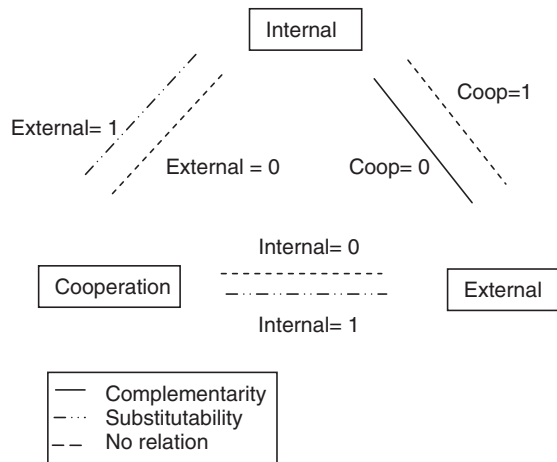 Internal
Coop=1
External= 1
External = 0
Coop= 0
Internal= 0
Cooperation
External
Internal= 1
Complementarity
Substitutability
No relation